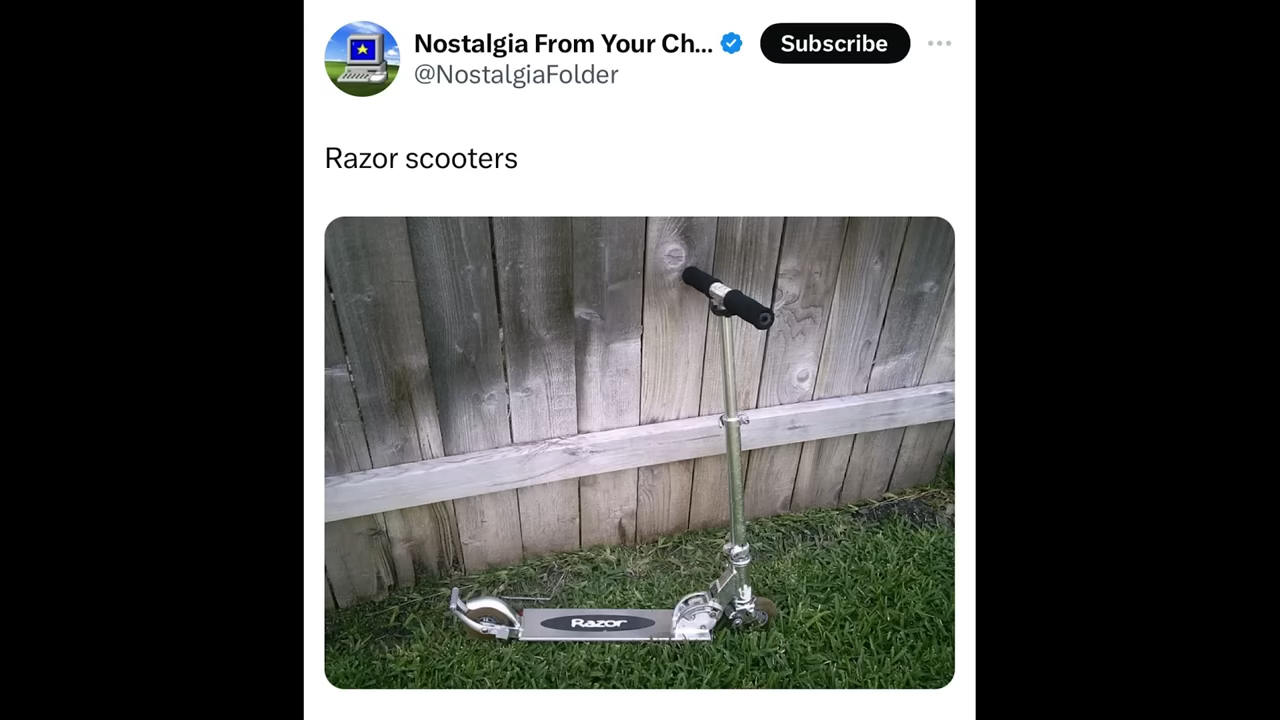 Nostalgia From Your Ch...
Subscribe
@NostalgiaFolder
Razor scooters
Razor